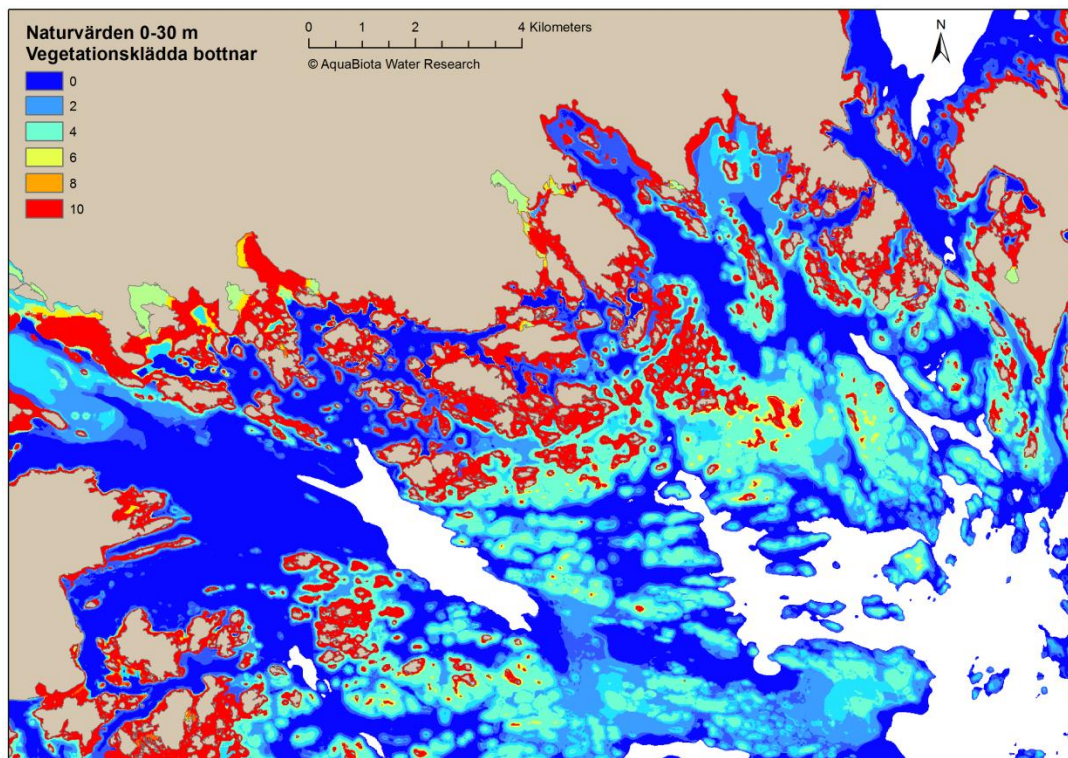 Naturvärden 0-30 m
Vegetationsklädda bottnar
0
2
4
6
8
10
0 1 2 4 Kilometers
© AquaBiota Water Research
N